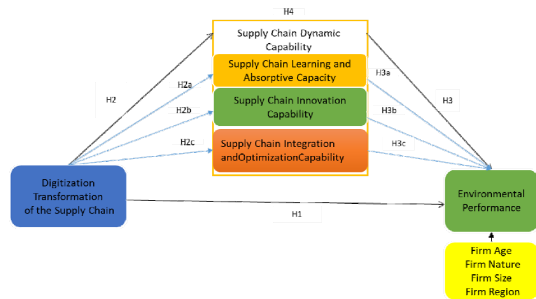 H4
Supply Chain Dynamic
Capability
H2
H2a
Supply Chain Learning and
Absorptive Capacity
H3a
H3
H2b
Supply Chain Innovation
Capability
H3b
H2c
Supply Chain Integration
andOptimizationCapability
H3c
Digitization
Transformation
of the Supply Chain
H1
Environmental
Performance
Firm Age
Firm Nature
Firm Size
Firm Region